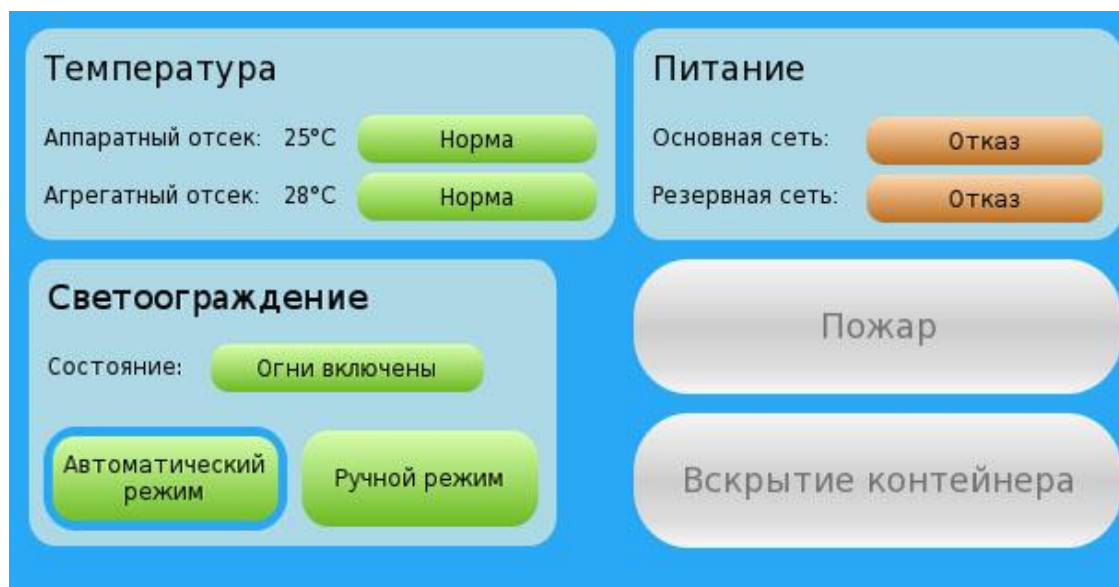 Температура
Аппаратный отсек: 25°C Норма
Агрегатный отсек: 28°C Норма
Питание
Основная сеть: Отказ
Резервная сеть: Отказ
Светоограждение
Состояние: Огни включены
Автоматический
режим
Ручной режим
Пожар
Вскрытие контейнера